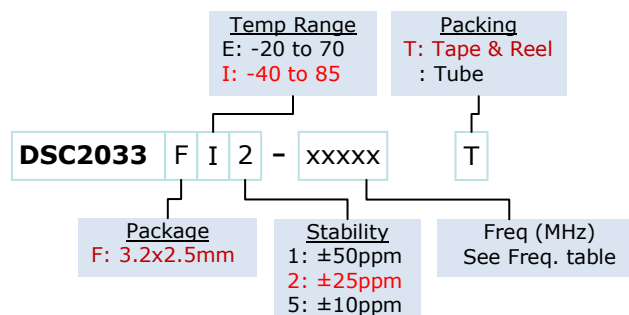 Temp Range
E: -20 to 70
I: -40 to 85
Packing
T: Tape & Reel
: Tube
DSC2033 F I 2 - xxxxx T
Package
F: 3.2x2.5mm
Stability
1: ±50ppm
2: ±25ppm
5: ±10ppm
Freq (MHz)
See Freq. table